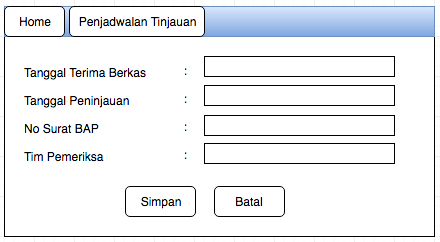 Home Penjadwalan Tinjauan
Tanggal Terima Berkas :
Tanggal Peninjauan :
No Surat BAP :
Tim Pemeriksa :
Simpan Batal